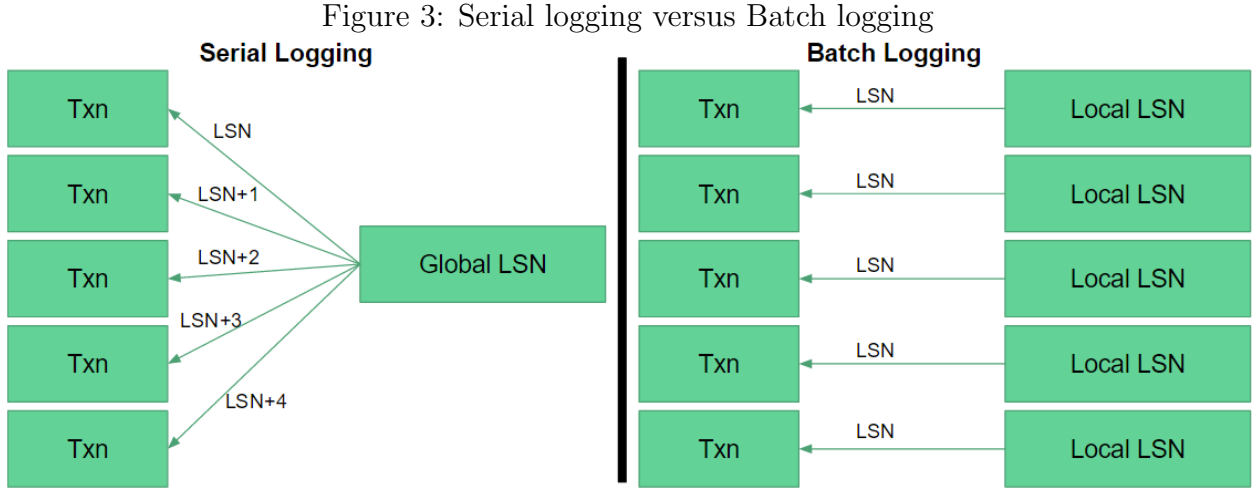 Figure 3: Serial logging versus Batch logging
Serial Logging
Txn
LSN
Txn
LSN+1
Txn
LSN+2
Global LSN
Txn
LSN+3
Txn
LSN+4
Batch Logging
Txn
LSN
Local LSN
Txn
LSN
Local LSN
Txn
LSN
Local LSN
Txn
LSN
Local LSN
Txn
LSN
Local LSN